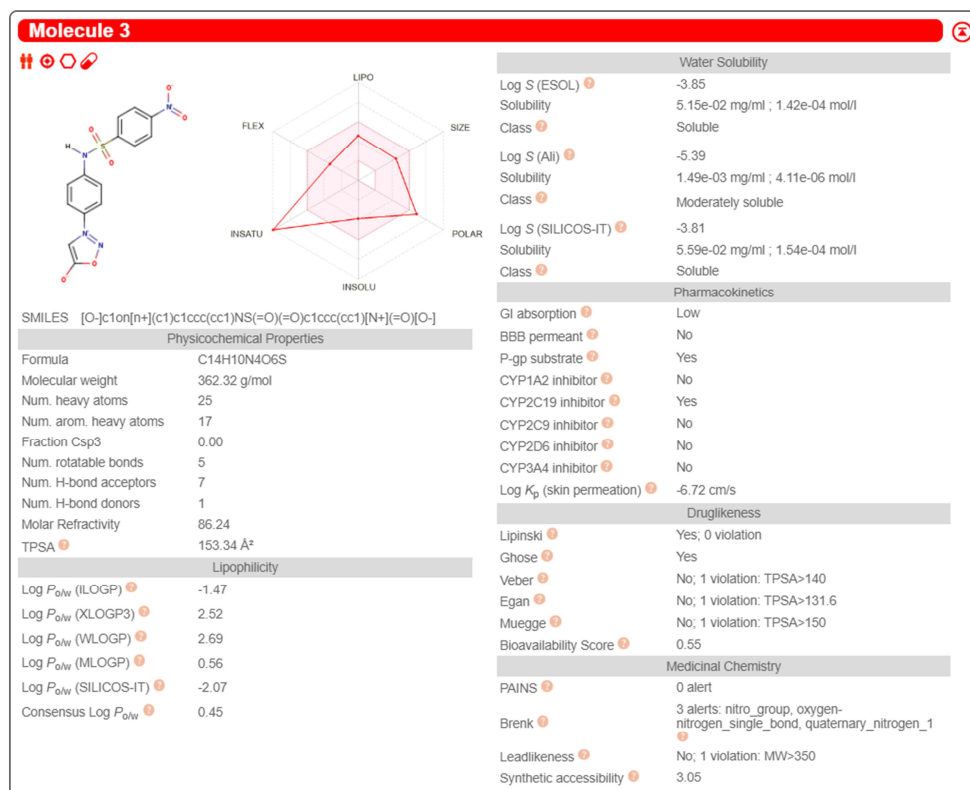 Molecule 3
LIPO
SIZE
POLAR
INSOLU
INSATU
FLEX
H
N
S
O
O
N+
O
O-
N+
N
O
O-
SMILES [O-]c1on[n+](c1)c1ccc(cc1)NS(=O)(=O)c1ccc(cc1)[N+](=O)[O-]
Physicochemical Properties
Formula C14H10N4O6S
Molecular weight 362.32 g/mol
Num. heavy atoms 25
Num. arom. heavy atoms 17
Fraction Csp3 0.00
Num. rotatable bonds 5
Num. H-bond acceptors 7
Num. H-bond donors 1
Molar Refractivity 86.24
TPSA ? 153.34 Å²
Lipophilicity
Log Po/w (iLOGP) ? -1.47
Log Po/w (XLOGP3) ? 2.52
Log Po/w (WLOGP) ? 2.69
Log Po/w (MLOGP) ? 0.56
Log Po/w (SILICOS-IT) ? -2.07
Consensus Log Po/w ? 0.45
Water Solubility
Log S (ESOL) ? -3.85
Solubility 5.15e-02 mg/ml ; 1.42e-04 mol/l
Class ? Soluble
Log S (Ali) ? -5.39
Solubility 1.49e-03 mg/ml ; 4.11e-06 mol/l
Class ? Moderately soluble
Log S (SILICOS-IT) ? -3.81
Solubility 5.59e-02 mg/ml ; 1.54e-04 mol/l
Class ? Soluble
Pharmacokinetics
GI absorption ? Low
BBB permeant ? No
P-gp substrate ? Yes
CYP1A2 inhibitor ? No
CYP2C19 inhibitor ? Yes
CYP2C9 inhibitor ? No
CYP2D6 inhibitor ? No
CYP3A4 inhibitor ? No
Log Kp (skin permeation) ? -6.72 cm/s
Druglikeness
Lipinski ? Yes; 0 violation
Ghose ? Yes
Veber ? No; 1 violation: TPSA>140
Egan ? No; 1 violation: TPSA>131.6
Muegge ? No; 1 violation: TPSA>150
Bioavailability Score ? 0.55
Medicinal Chemistry
PAINS ? 0 alert
Brenk ? 3 alerts: nitro_group, oxygen-
nitrogen_single_bond, quaternary_nitrogen_1
?
Leadlikeness ? No; 1 violation: MW>350
Synthetic accessibility ? 3.05